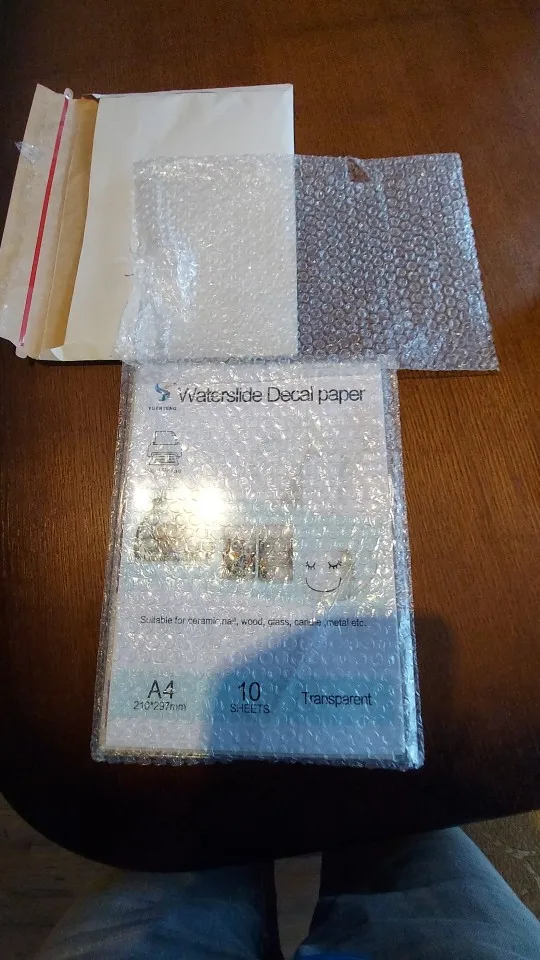 Waterslide Decal paper
Suitable for ceramic,nail, wood, glass, candle ,metal etc.
A4
210*297mm
10
SHEETS
Transparent